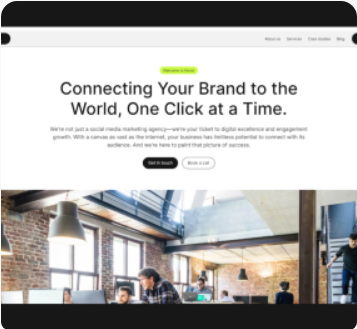 About us Services Case studies Blog
Welcome to Social
Connecting Your Brand to the
World, One Click at a Time.
We're not just a social media marketing agency—we're your ticket to digital excellence and engagement
growth. With a canvas as vast as the internet, your business has limitless potential to connect with its
audience. And we're here to paint that picture of success.
Get in touch Book a call